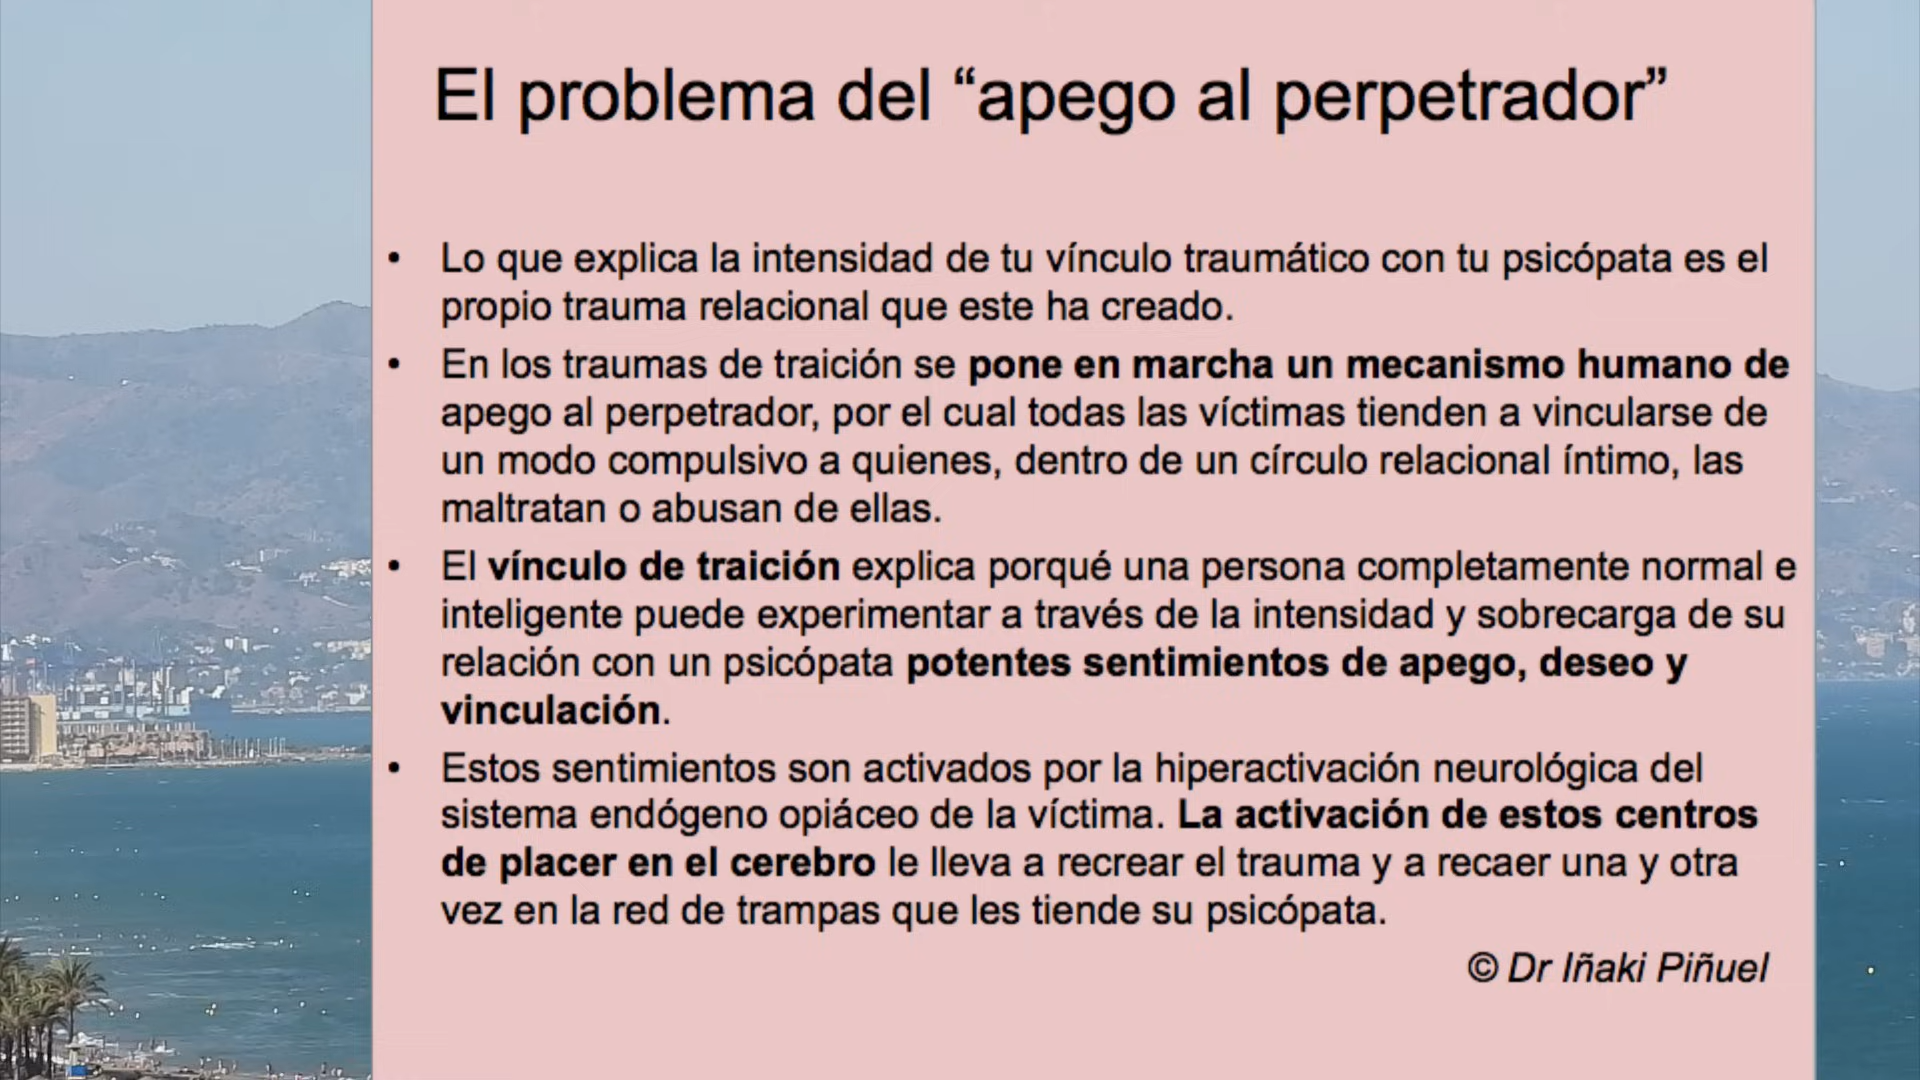 El problema del “apego al perpetrador”
• Lo que explica la intensidad de tu vínculo traumático con tu psicópata es el
propio trauma relacional que este ha creado.
• En los traumas de traición se pone en marcha un mecanismo humano de
apego al perpetrador, por el cual todas las víctimas tienden a vincularse de
un modo compulsivo a quienes, dentro de un círculo relacional íntimo, las
maltratan o abusan de ellas.
• El vínculo de traición explica porqué una persona completamente normal e
inteligente puede experimentar a través de la intensidad y sobrecarga de su
relación con un psicópata potentes sentimientos de apego, deseo y
vinculación.
• Estos sentimientos son activados por la hiperactivación neurológica del
sistema endógeno opiáceo de la víctima. La activación de estos centros
de placer en el cerebro le lleva a recrear el trauma y a recaer una y otra
vez en la red de trampas que les tiende su psicópata.
© Dr Iñaki Piñuel